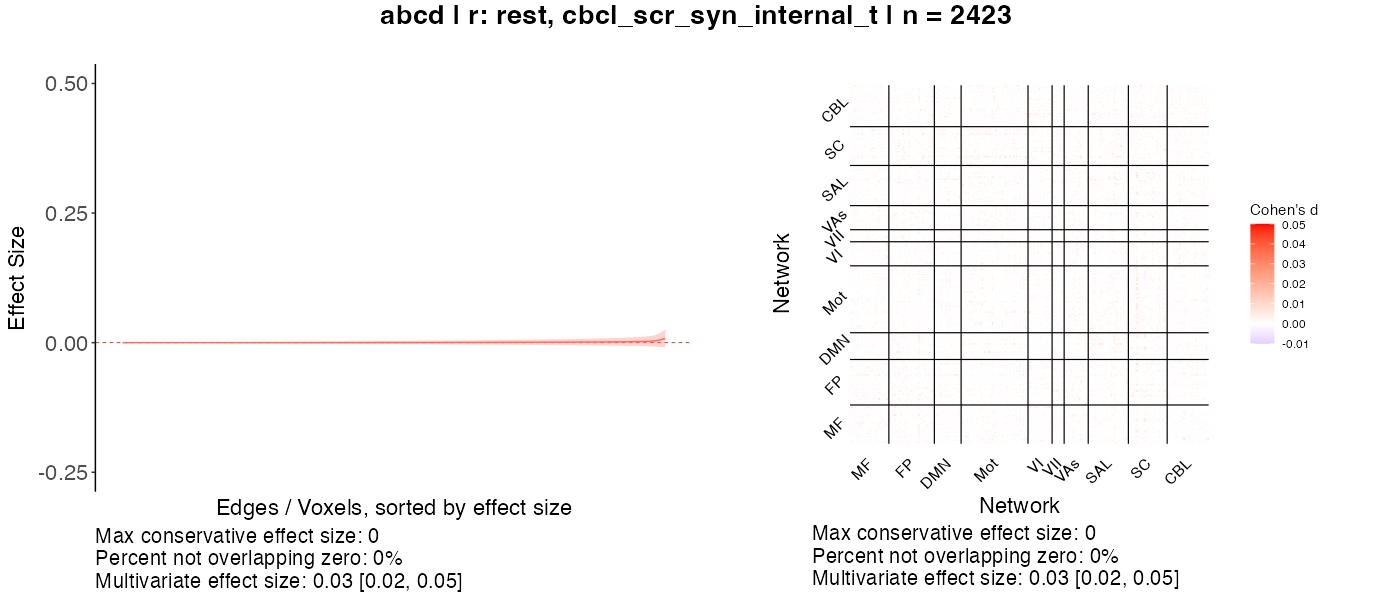 abcd | r: rest, cbcl_scr_syn_internal_t | n = 2423
0.50
0.25
0.00
-0.25
Effect Size
Edges / Voxels, sorted by effect size
Max conservative effect size: 0
Percent not overlapping zero: 0%
Multivariate effect size: 0.03 [0.02, 0.05]
Network
CBL
SC
SAL
VAs
VII
VI
Mot
DMN
FP
MF
MF
FP
DMN
Mot
VI
VII
VAs
SAL
SC
CBL
Network
Max conservative effect size: 0
Percent not overlapping zero: 0%
Multivariate effect size: 0.03 [0.02, 0.05]
Cohen's d
0.05
0.04
0.03
0.02
0.01
0.00
-0.01